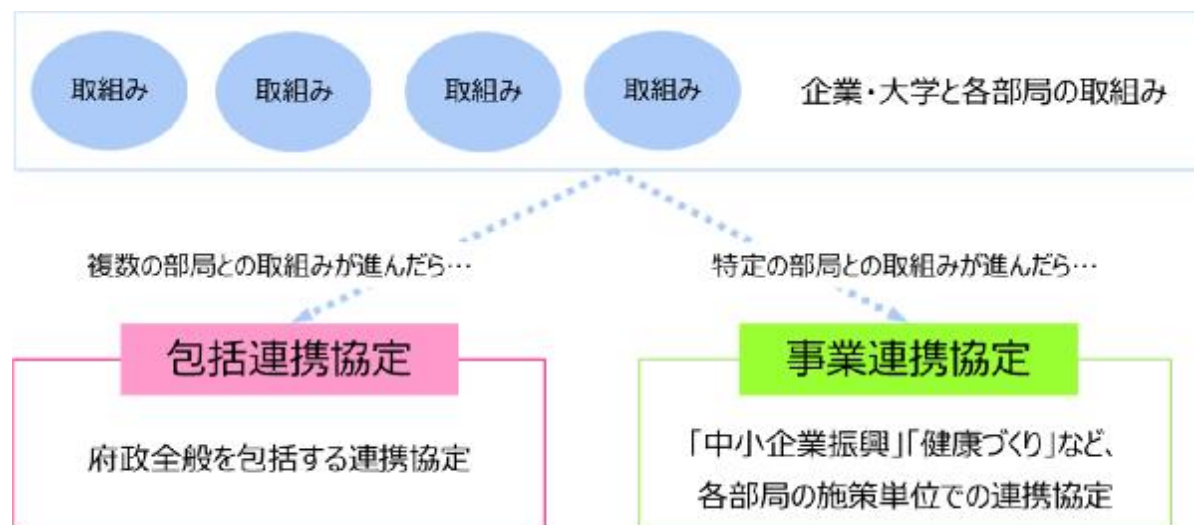 取組み 取組み 取組み 取組み 企業・大学と各部局の取組み
複数の部局との取組みが進んだら…
特定の部局との取組みが進んだら…
包括連携協定
府政全般を包括する連携協定
事業連携協定
「中小企業振興」「健康づくり」など、
各部局の施策単位での連携協定